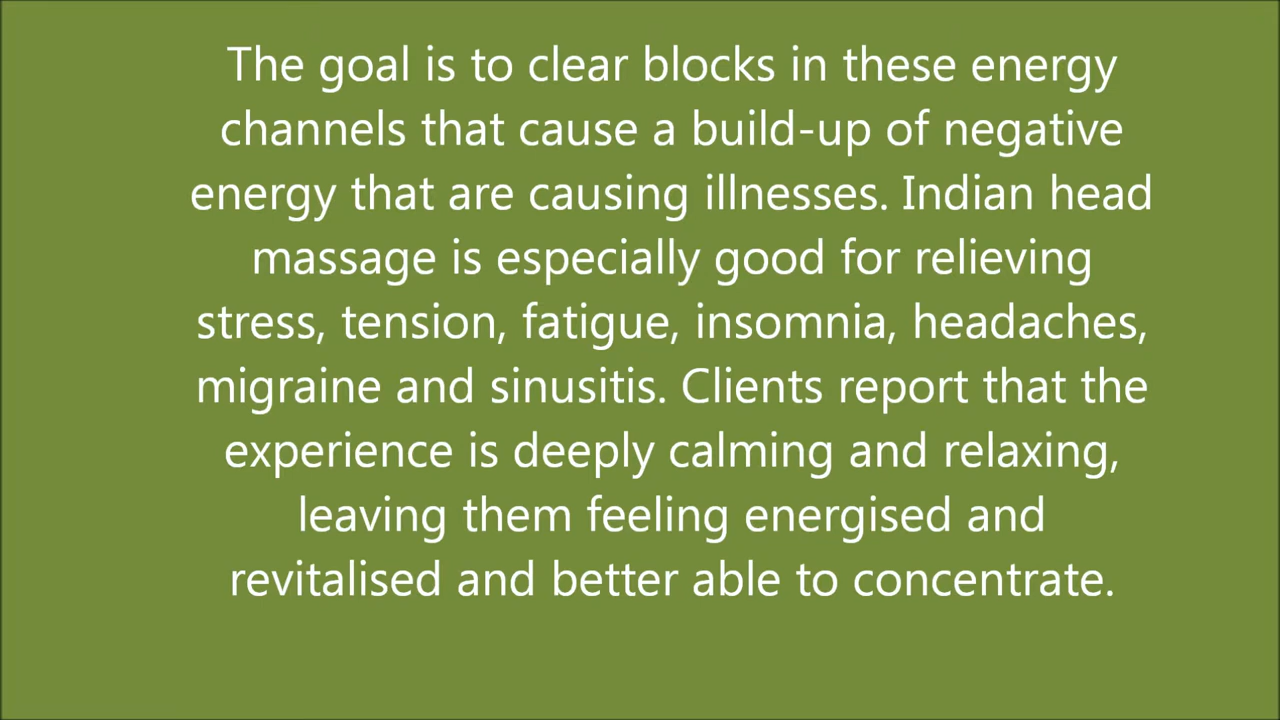 The goal is to clear blocks in these energy
channels that cause a build-up of negative
energy that are causing illnesses. Indian head
massage is especially good for relieving
stress, tension, fatigue, insomnia, headaches,
migraine and sinusitis. Clients report that the
experience is deeply calming and relaxing,
leaving them feeling energised and
revitalised and better able to concentrate.